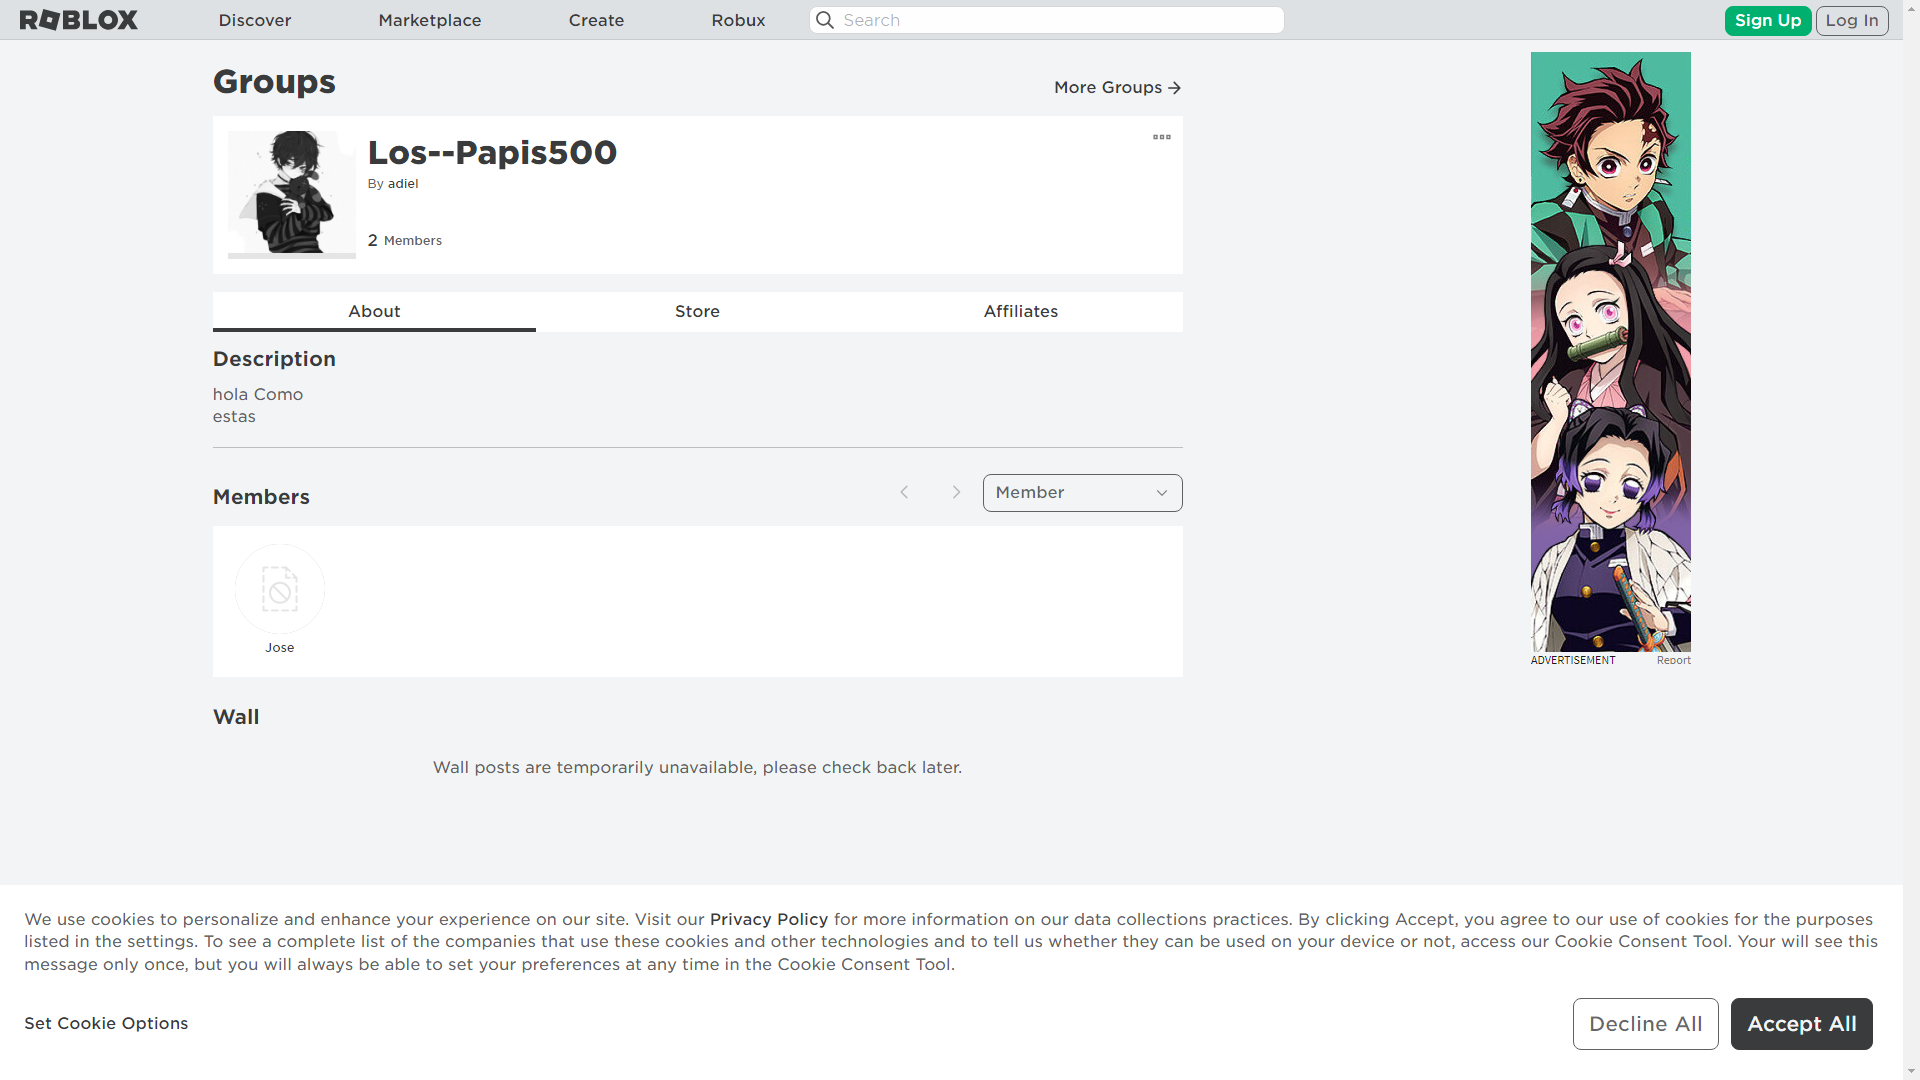 ROBLOX
Discover
Marketplace
Create
Robux
Search
Sign Up
Log In
Groups
More Groups
Los--Papis500
By adiel
2 Members
About
Store
Affiliates
Description
hola Como
estas
Members
Member
Jose
Wall
Wall posts are temporarily unavailable, please check back later.
ADVERTISEMENT
Report
We use cookies to personalize and enhance your experience on our site. Visit our Privacy Policy for more information on our data collections practices. By clicking Accept, you agree to our use of cookies for the purposes
listed in the settings. To see a complete list of the companies that use these cookies and other technologies and to tell us whether they can be used on your device or not, access our Cookie Consent Tool. Your will see this
message only once, but you will always be able to set your preferences at any time in the Cookie Consent Tool.
Set Cookie Options
Decline All
Accept All